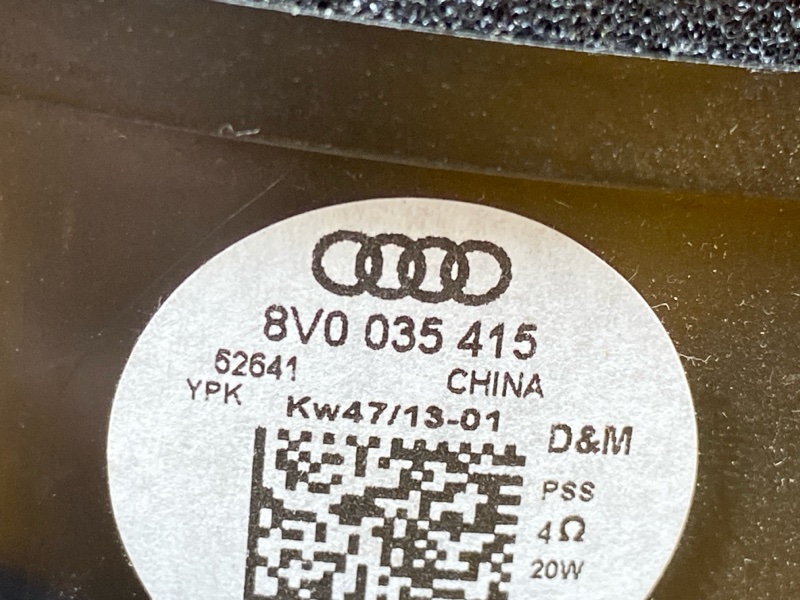 8V0 035 415
52641
CHINA
YPK
Kw47/13-01
D&M
PSS
4Ω
20W